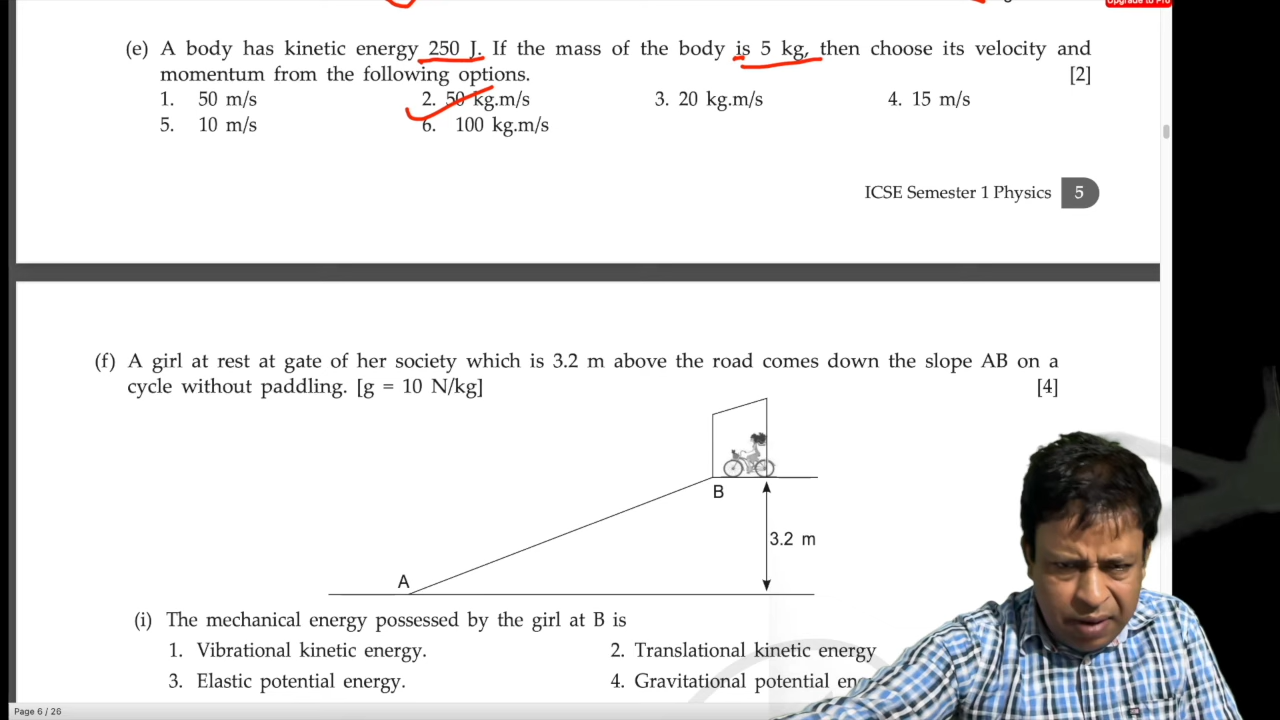 Upgrade to Pro
(e) A body has kinetic energy 250 J. If the mass of the body is 5 kg, then choose its velocity and
momentum from the following options. [2]
1. 50 m/s 2. 50 kg.m/s 3. 20 kg.m/s 4. 15 m/s
5. 10 m/s 6. 100 kg.m/s
ICSE Semester 1 Physics 5
(f) A girl at rest at gate of her society which is 3.2 m above the road comes down the slope AB on a
cycle without paddling. [g = 10 N/kg] [4]
B
3.2 m
A
(i) The mechanical energy possessed by the girl at B is
1. Vibrational kinetic energy. 2. Translational kinetic energy
3. Elastic potential energy. 4. Gravitational potential en
Page 6 / 26